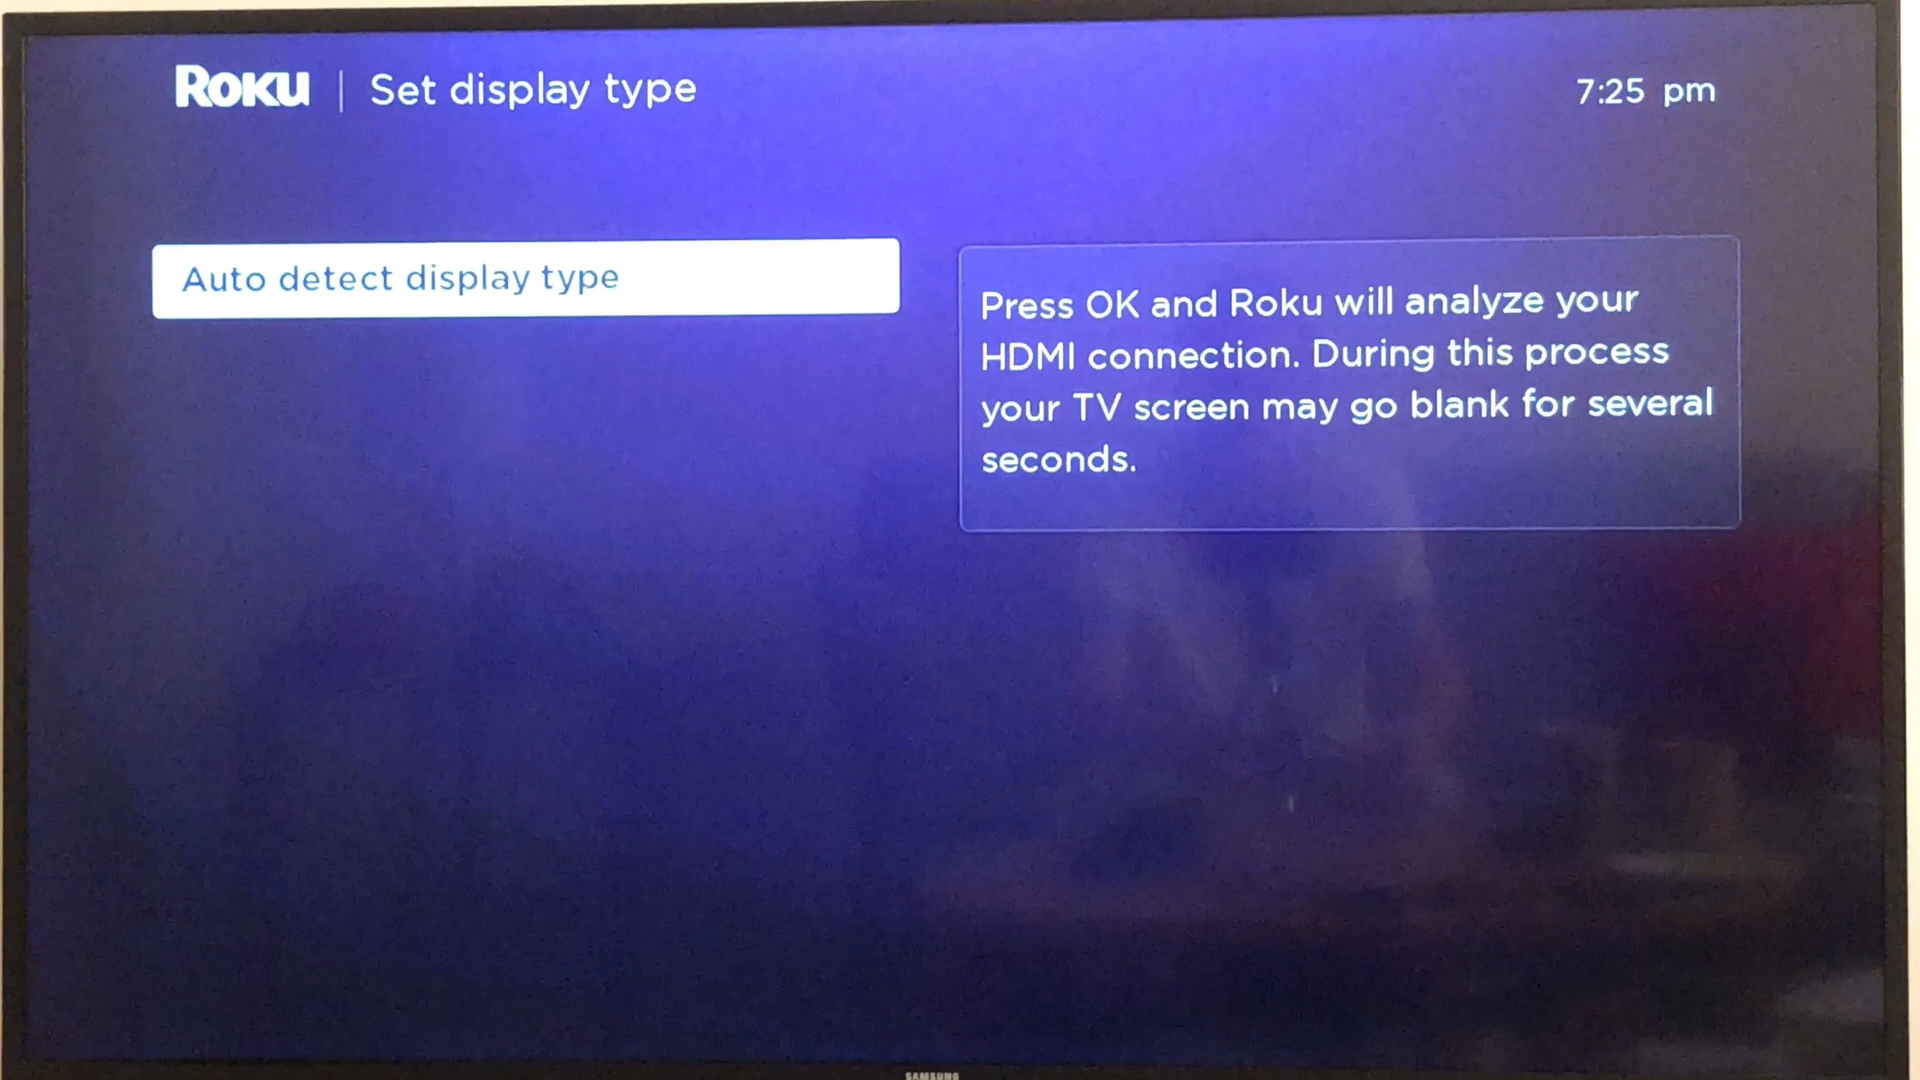 Roku | Set display type
7:25 pm
Auto detect display type
Press OK and Roku will analyze your
HDMI connection. During this process
your TV screen may go blank for several
seconds.
SAMSUNG